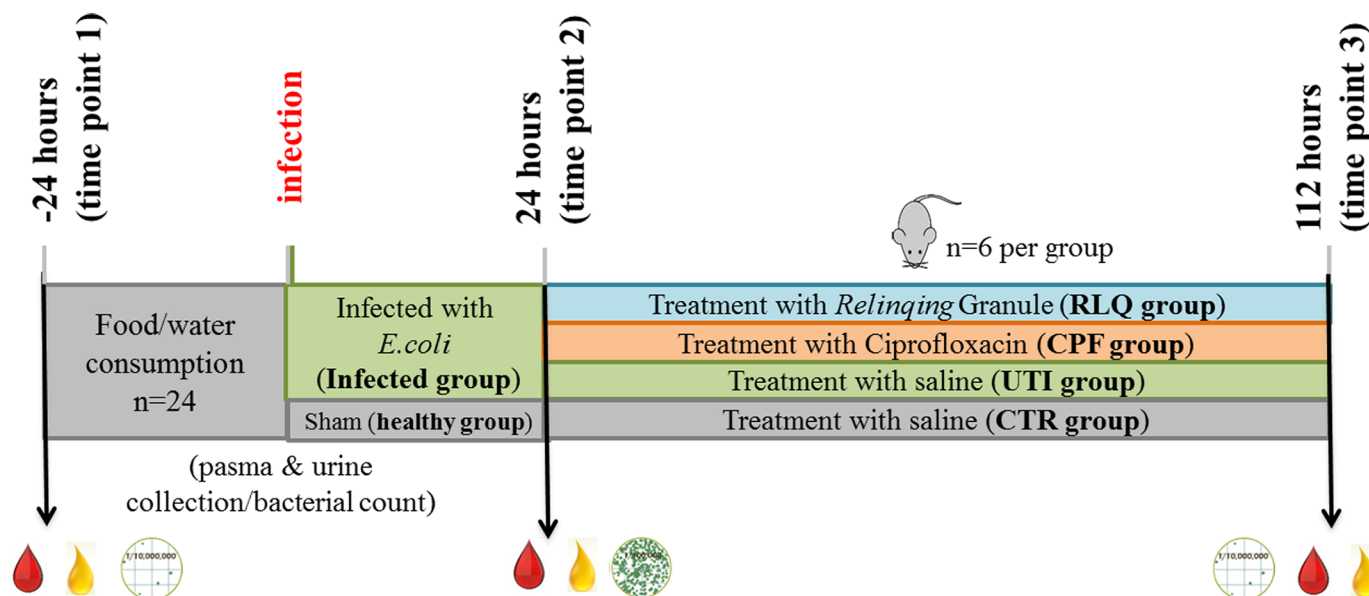 -24 hours
(time point 1)
infection
24 hours
(time point 2)
112 hours
(time point 3)
n=6 per group
Food/water
consumption
n=24
Infected with
E.coli
(Infected group)
Sham (healthy group)
Treatment with Relinqing Granule (RLQ group)
Treatment with Ciprofloxacin (CPF group)
Treatment with saline (UTI group)
Treatment with saline (CTR group)
(pasma & urine
collection/bacterial count)
1/10,000,000
1/10,000,000